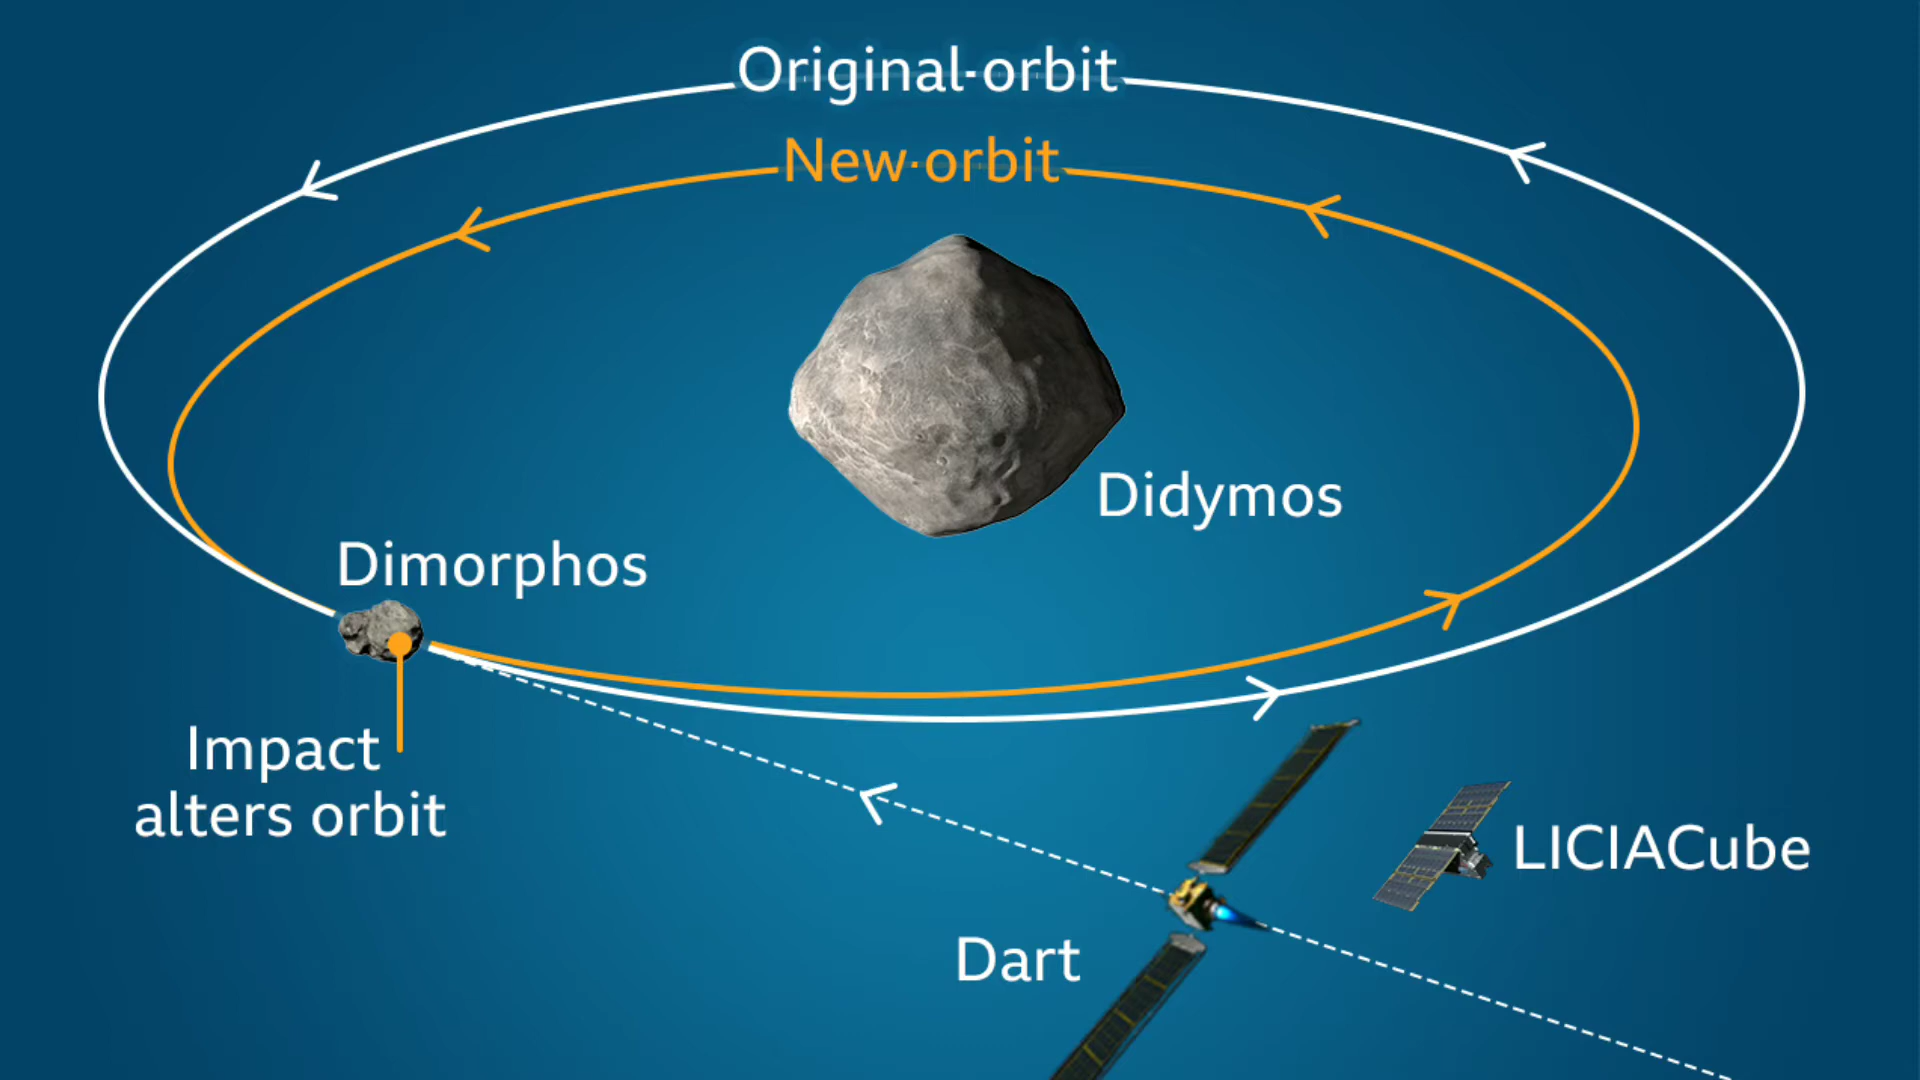 Original orbit
New orbit
Didymos
Dimorphos
Impact
alters orbit
LICIACube
Dart